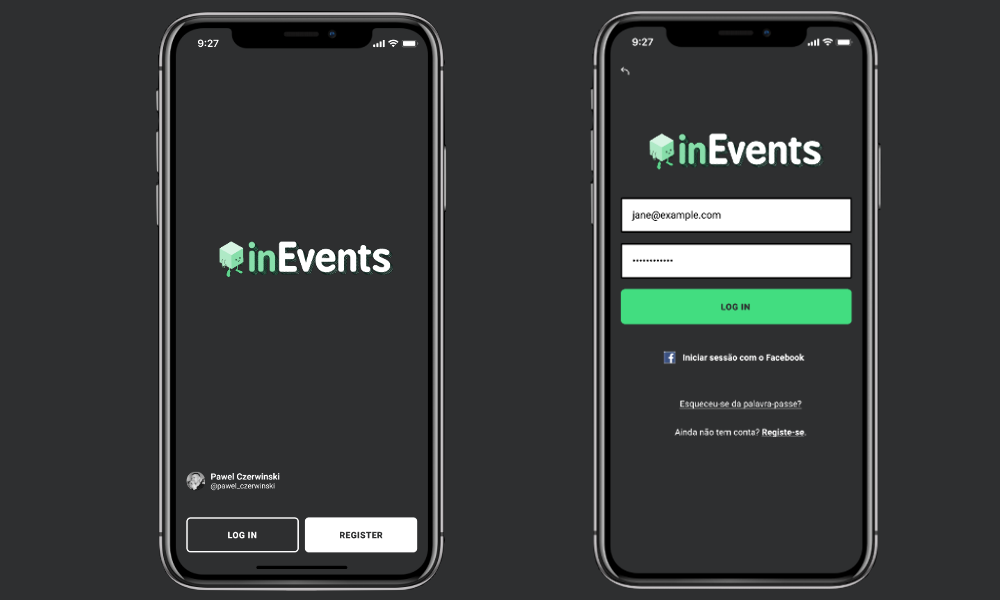 9:27
inEvents
Pawel Czerwinski
@pawel_czerwinski
LOG IN
REGISTER
9:27
inEvents
jane@example.com
LOG IN
Iniciar sessão com o Facebook
Esqueceu-se da palavra-passe?
Ainda não tem conta? Registe-se.